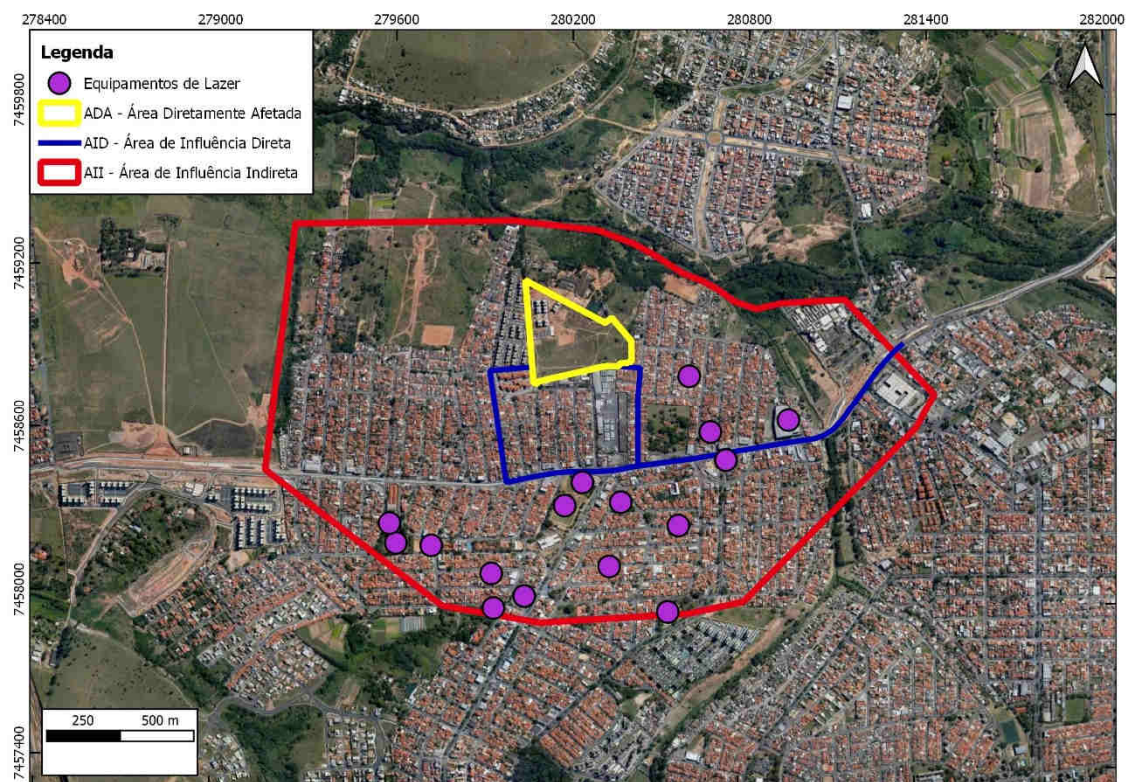 278400 279000 279600 280200 280800 281400 282000
Legenda
Equipamentos de Lazer
ADA - Área Diretamente Afetada
AID - Área de Influência Direta
AII - Área de Influência Indireta
7459800
7459200
7458600
7458000
7457400
250 500 m